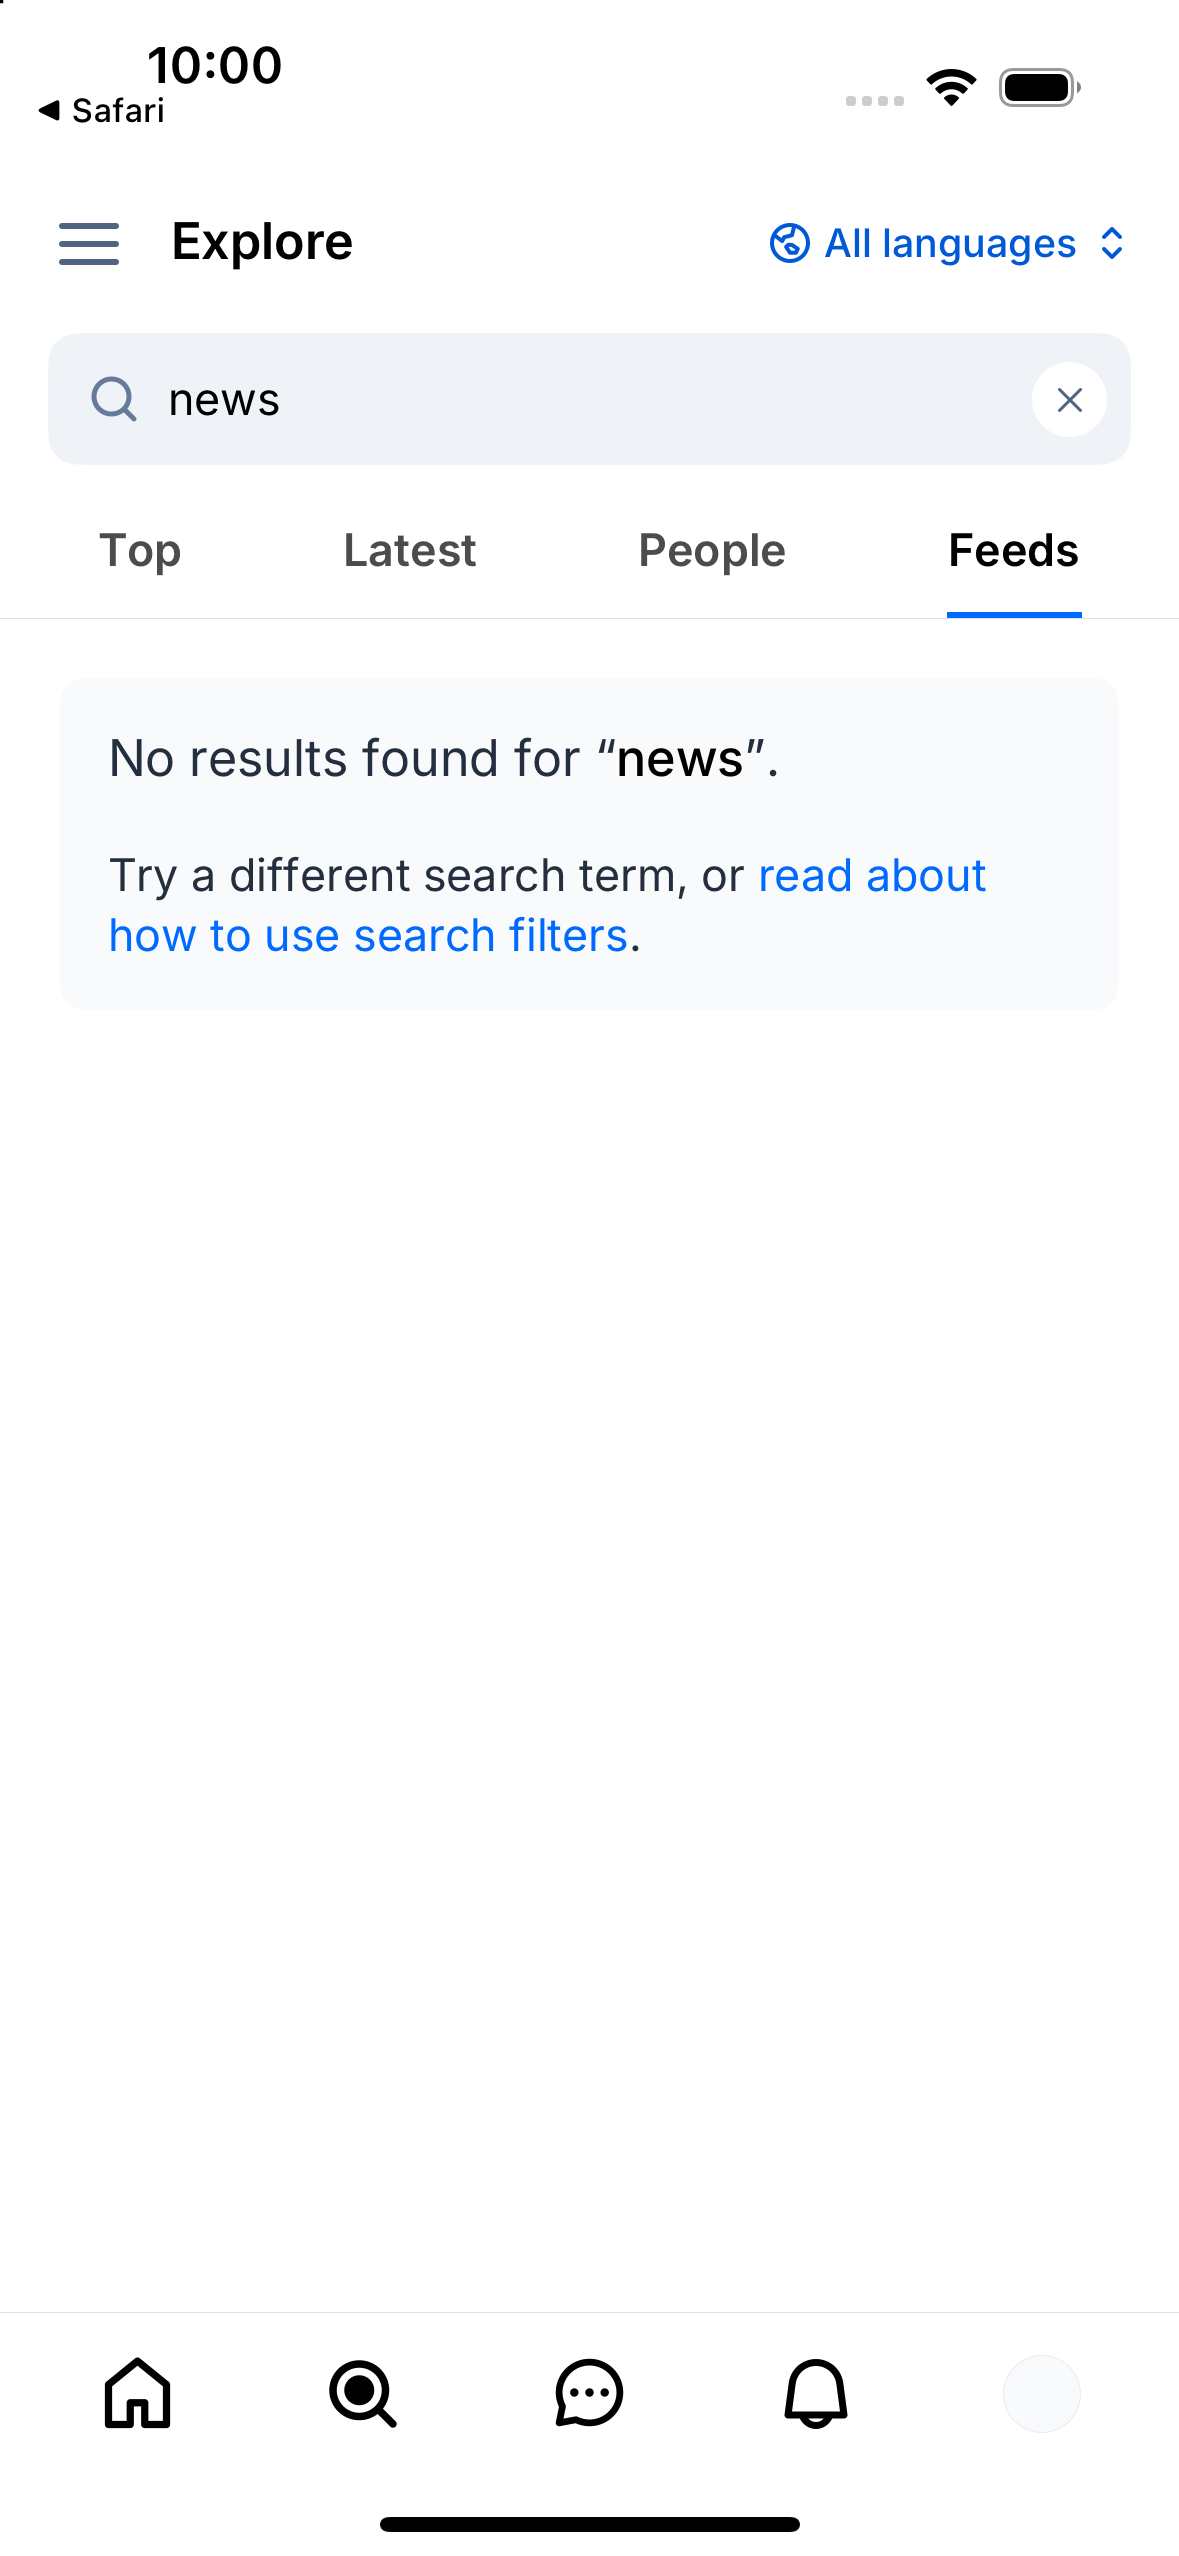 10:00
Safari
Explore
All languages
news
Top Latest People Feeds
No results found for “news”.
Try a different search term, or read about
how to use search filters.